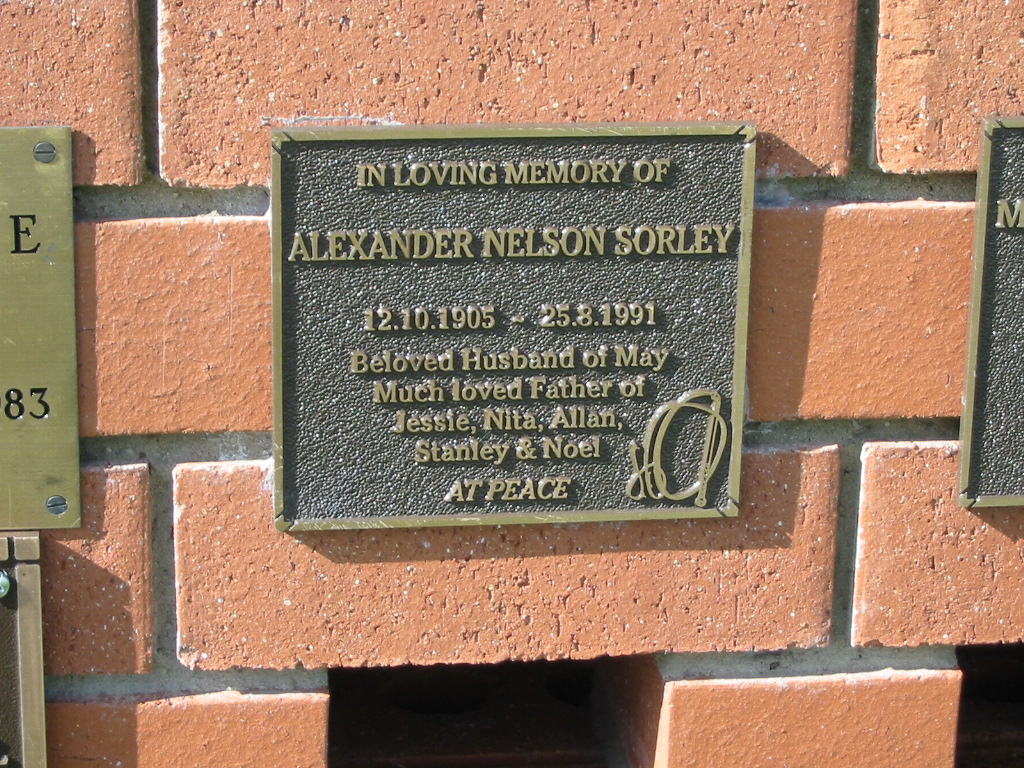 IN LOVING MEMORY OF
ALEXANDER NELSON SORLEY
12.10.1905 ~ 25.8.1991
Beloved Husband of May
Much loved Father of
Jessie, Nita, Allan,
Stanley & Noel
AT PEACE
E
83
M